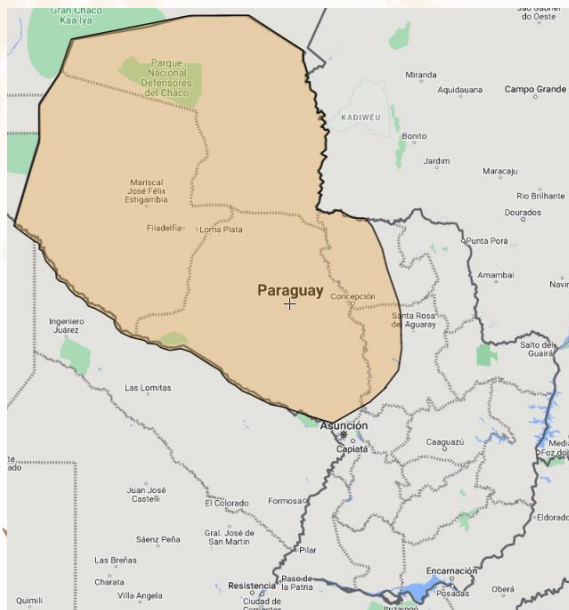 Gran Chaco
Kaa-Iya
do Oeste
Parque
Nacional
Defensores
del Chaco
Miranda
Aquidauana
Campo Grande
KADIWÉU
Bonito
Jardim
Maracaju
Rio Brilhante
Dourados
Mariscal
José Félix
Estigarribia
Filadelfia
Loma Plata
Punta Porá
Amambai
Navir
Paraguay
Concepción
Santa Rosa
del Aguaray
Ingeniero
Juárez
Salto del
Guairá
Las Lomitas
Asunción
Capiatá
Caaguazú
Foz do
Juan José
Castelli
El Colorado
Formosa
Eldorado
Gral. José de
San Martin
Sáenz Peña
Pilar
Las Breñas
Charata
Villa Angela
Quimili
Resistencia
Paso de
la Patria
Ciudad de
Encarnación
Posadas
Oberá